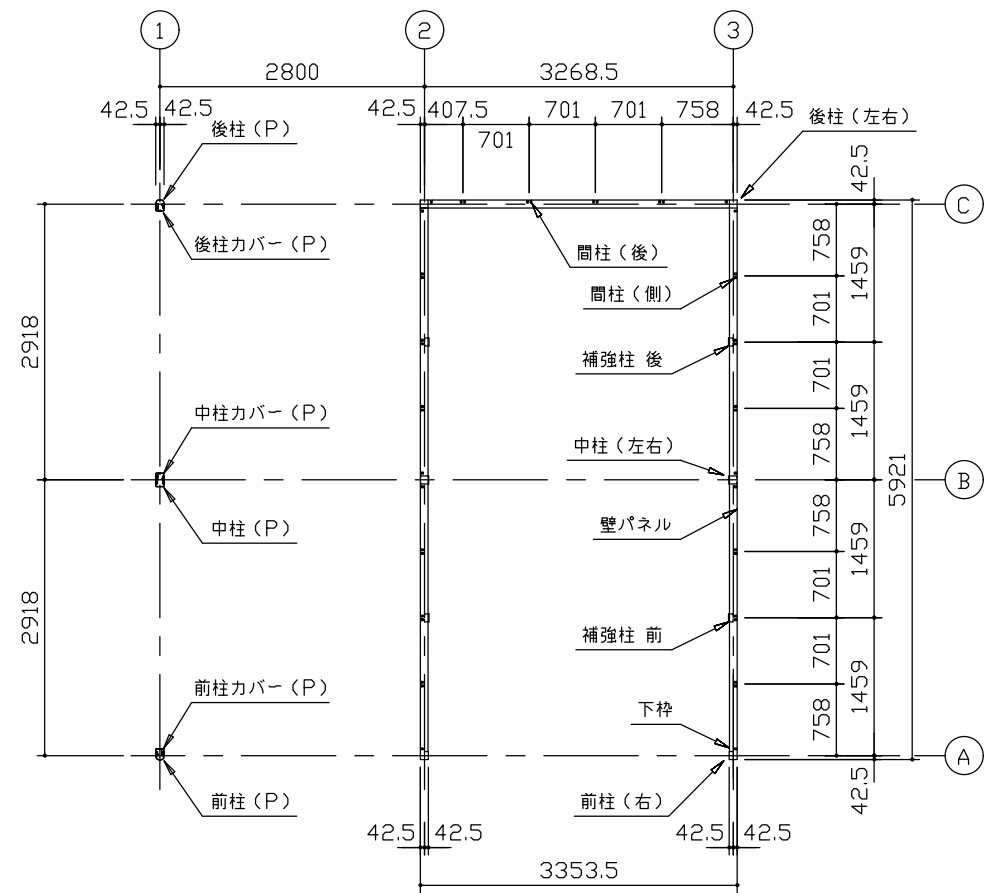 1
2
3
2800
3268.5
42.5
42.5
42.5
407.5
701
701
701
758
42.5
後柱(P)
後柱(左右)
42.5
C
後柱カバー(P)
間柱(後)
758
1459
間柱(側)
701
2918
補強柱 後
701
1459
中柱カバー(P)
中柱(左右)
758
5921
B
中柱(P)
壁パネル
758
1459
701
2918
補強柱 前
701
1459
前柱カバー(P)
下枠
758
A
前柱(P)
前柱(右)
42.5
42.5
42.5
42.5
42.5
3353.5